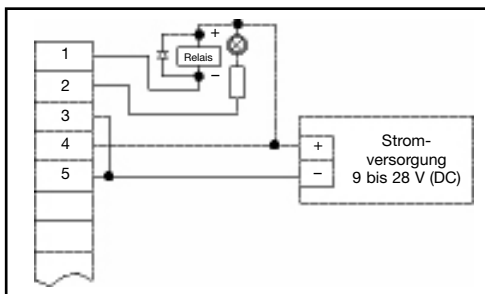 1
2
3
4
5
+
Relais
–
+
–
Strom-
versorgung
9 bis 28 V (DC)